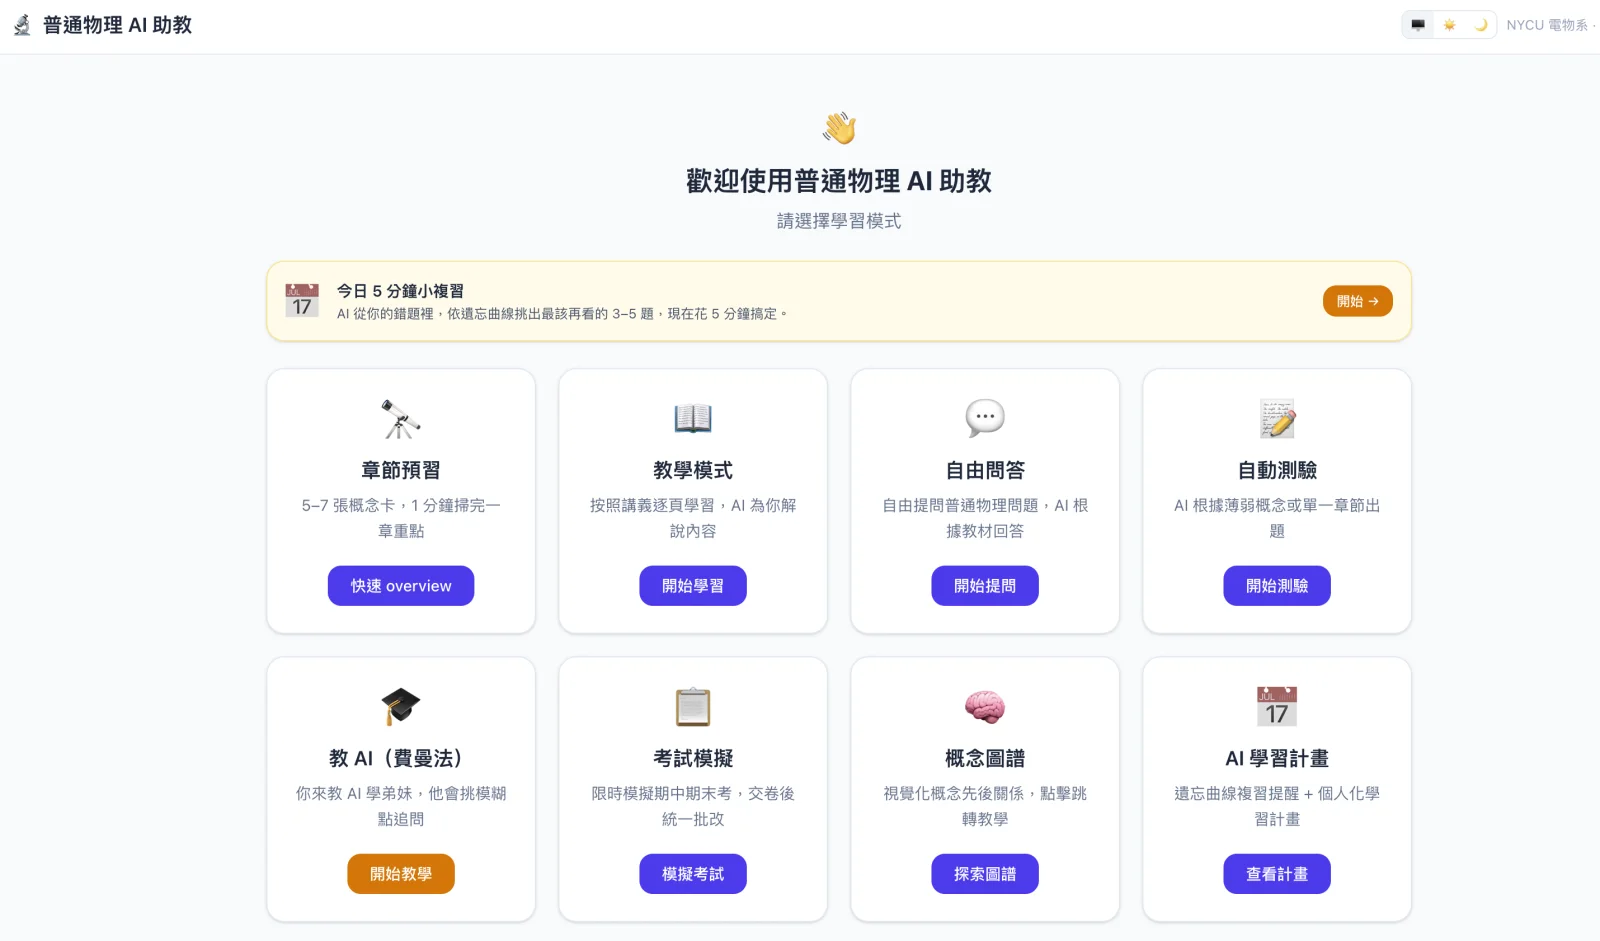 普通物理 AI 助教
NYCU 電物系 ·
歡迎使用普通物理 AI 助教
請選擇學習模式
JUL
17
今日 5 分鐘小複習
AI 從你的錯題裡，依遺忘曲線挑出最該再看的 3–5 題，現在花 5 分鐘搞定。
開始 →
章節預習
5–7 張概念卡，1 分鐘掃完一
章重點
快速 overview
教學模式
按照講義逐頁學習，AI 為你解
說內容
開始學習
自由問答
自由提問普通物理問題，AI 根
據教材回答
開始提問
自動測驗
AI 根據薄弱概念或單一章節出
題
開始測驗
教 AI（費曼法）
你來教 AI 學弟妹，他會挑模糊
點追問
開始教學
考試模擬
限時模擬期中期末考，交卷後
統一批改
模擬考試
概念圖譜
視覺化概念先後關係，點擊跳
轉教學
探索圖譜
JUL
17
AI 學習計畫
遺忘曲線複習提醒 + 個人化學
習計畫
查看計畫